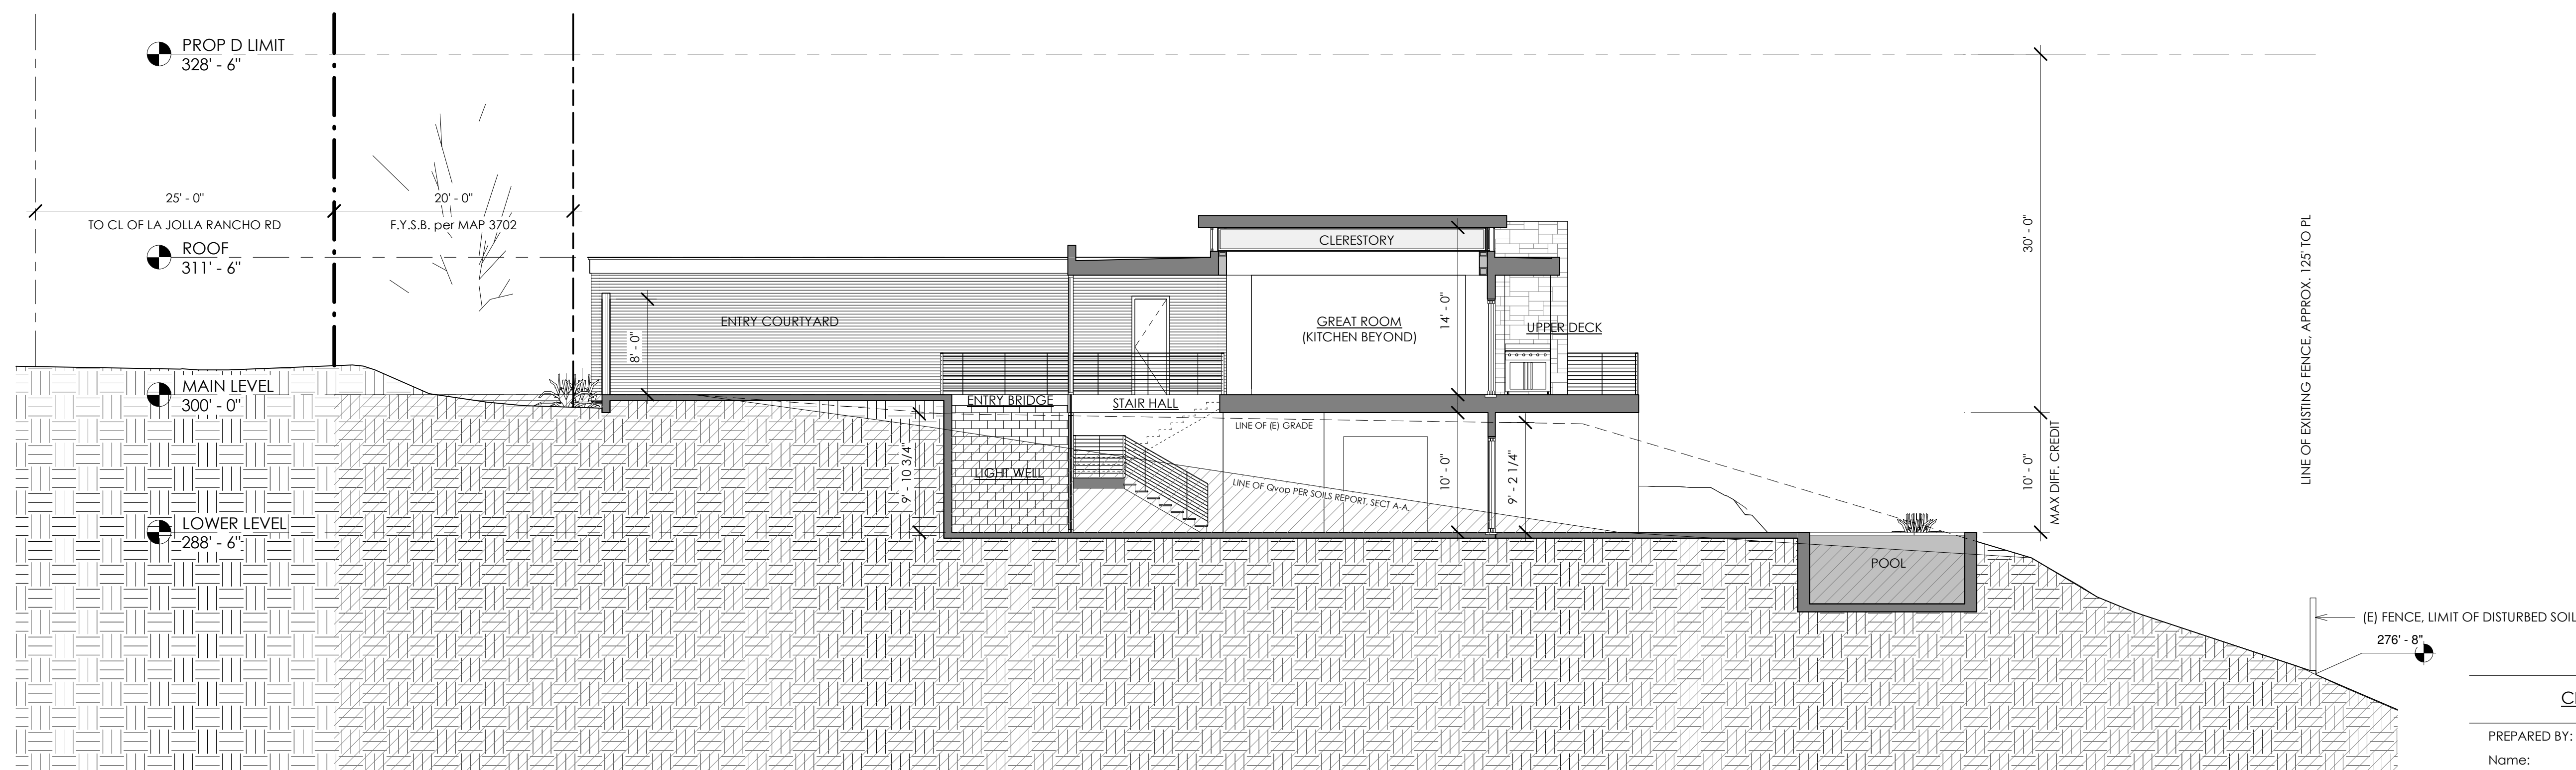 PROP D LIMIT
328' - 6"
25' - 0"
TO CL OF LA JOLLA RANCHO RD
20' - 0"
F.Y.S.B. per MAP 3702
ROOF
311' - 6"
MAIN LEVEL
300' - 0"
LOWER LEVEL
288' - 6"
8' - 0"
ENTRY COURTYARD
CLERESTORY
GREAT ROOM
(KITCHEN BEYOND)
14' - 0"
UPPER DECK
ENTRY BRIDGE
STAIR HALL
LINE OF (E) GRADE
9' - 10 3/4"
LIGHT WELL
LINE OF Qvop PER SOILS REPORT. SECT A-A.
10' - 0"
9' - 2 1/4"
POOL
30' - 0"
10' - 0"
MAX DIFF. CREDIT
LINE OF EXISTING FENCE, APPROX. 125' TO PL
(E) FENCE, LIMIT OF DISTURBED SOIL
276' - 8"
PREPARED BY:
Name: